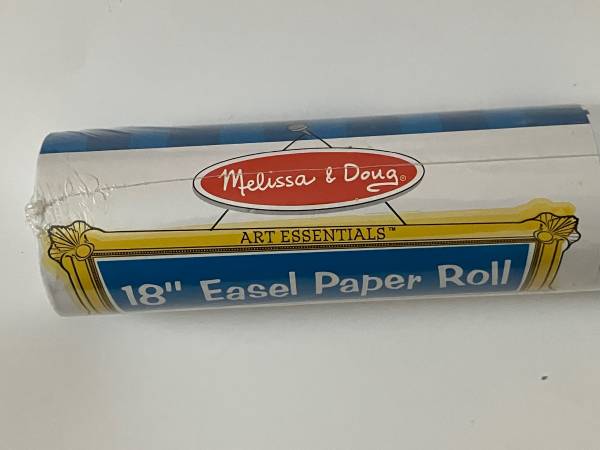 Melissa & Doug®
ART ESSENTIALS™
18" Easel Paper Roll